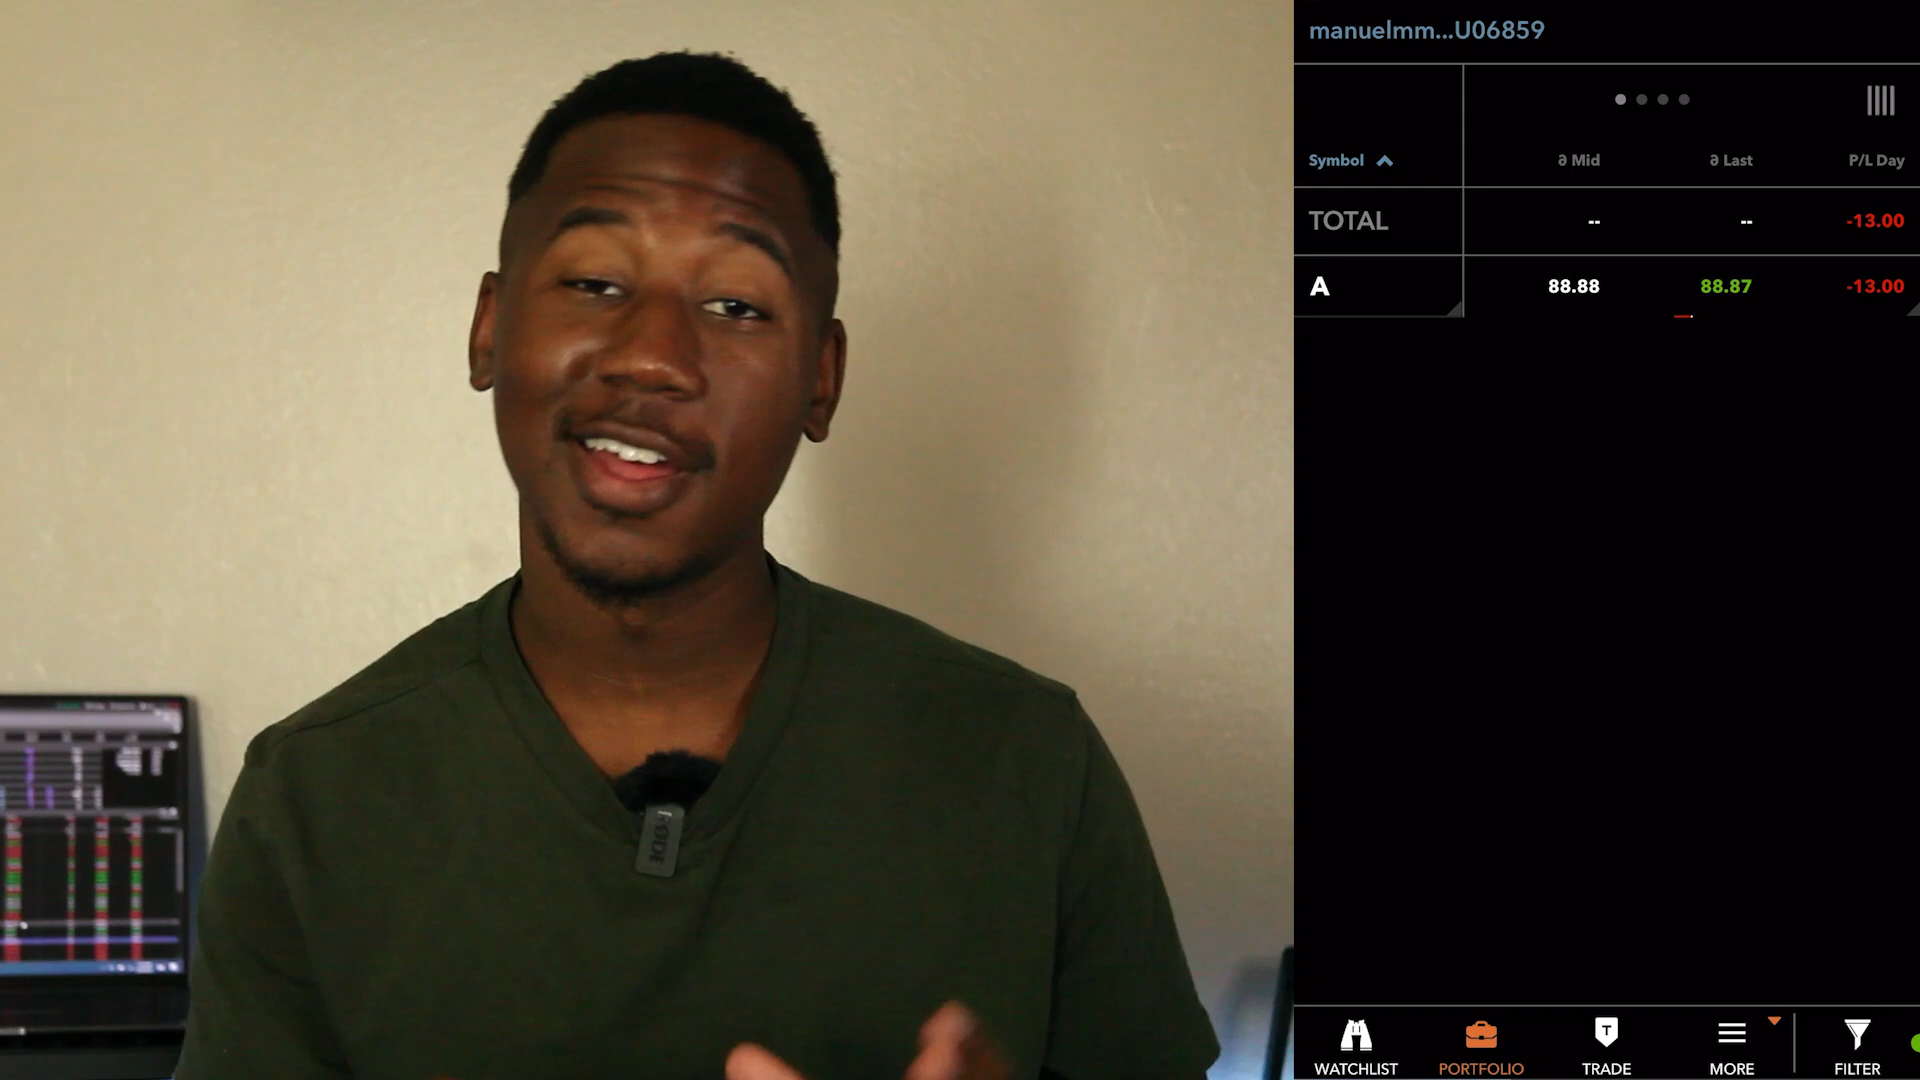 manuelmm...U06859
Symbol ∂ Mid ∂ Last P/L Day
TOTAL -- -- -13.00
A 88.88 88.87 -13.00
WATCHLIST PORTFOLIO TRADE MORE FILTER
T
RØDE